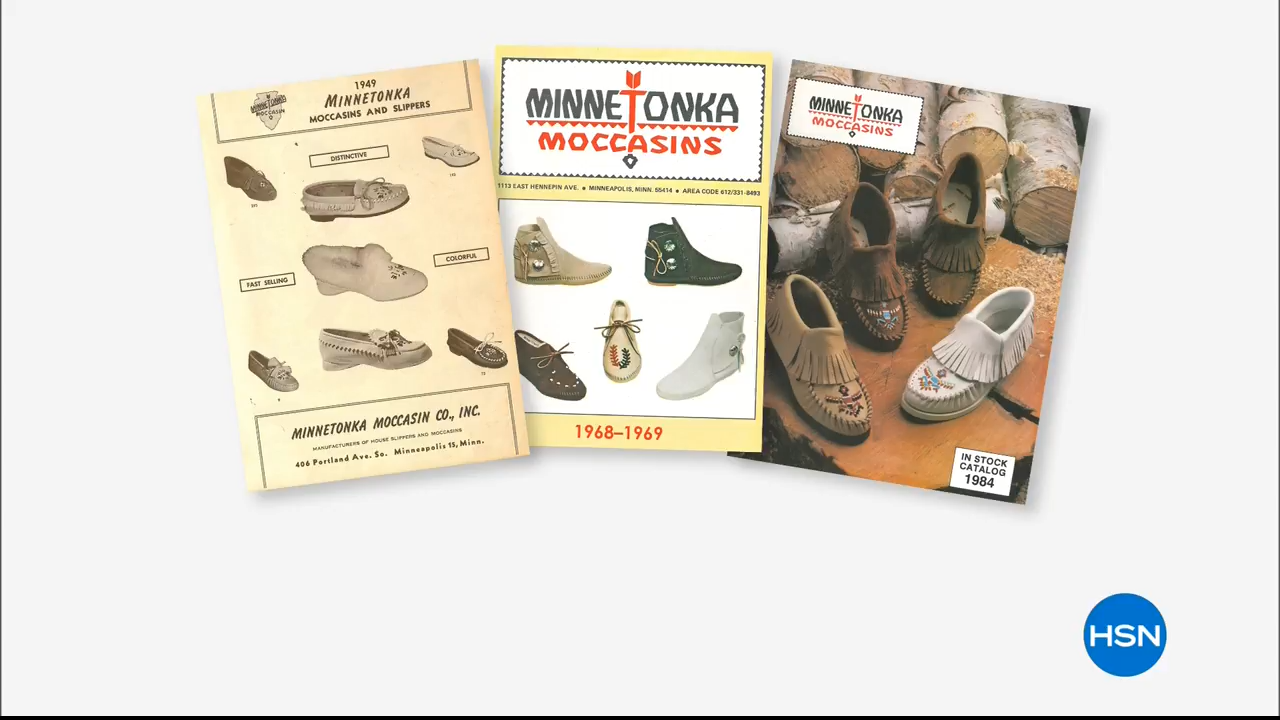 1949
MINNETONKA
MOCCASINS AND SLIPPERS
MINNETONKA
MOCCASIN
DISTINCTIVE
COLORFUL
FAST SELLING
MINNETONKA MOCCASIN CO., INC.
MANUFACTURERS OF HOUSE SLIPPERS AND MOCCASINS
406 Portland Ave. So. Minneapolis 15, Minn.
MINNETONKA
MOCCASINS
1113 EAST HENNEPIN AVE. ● MINNEAPOLIS, MINN. 55414 ● AREA CODE 612/331-8493
1968–1969
MINNETONKA
MOCCASINS
IN STOCK
CATALOG
1984
HSN